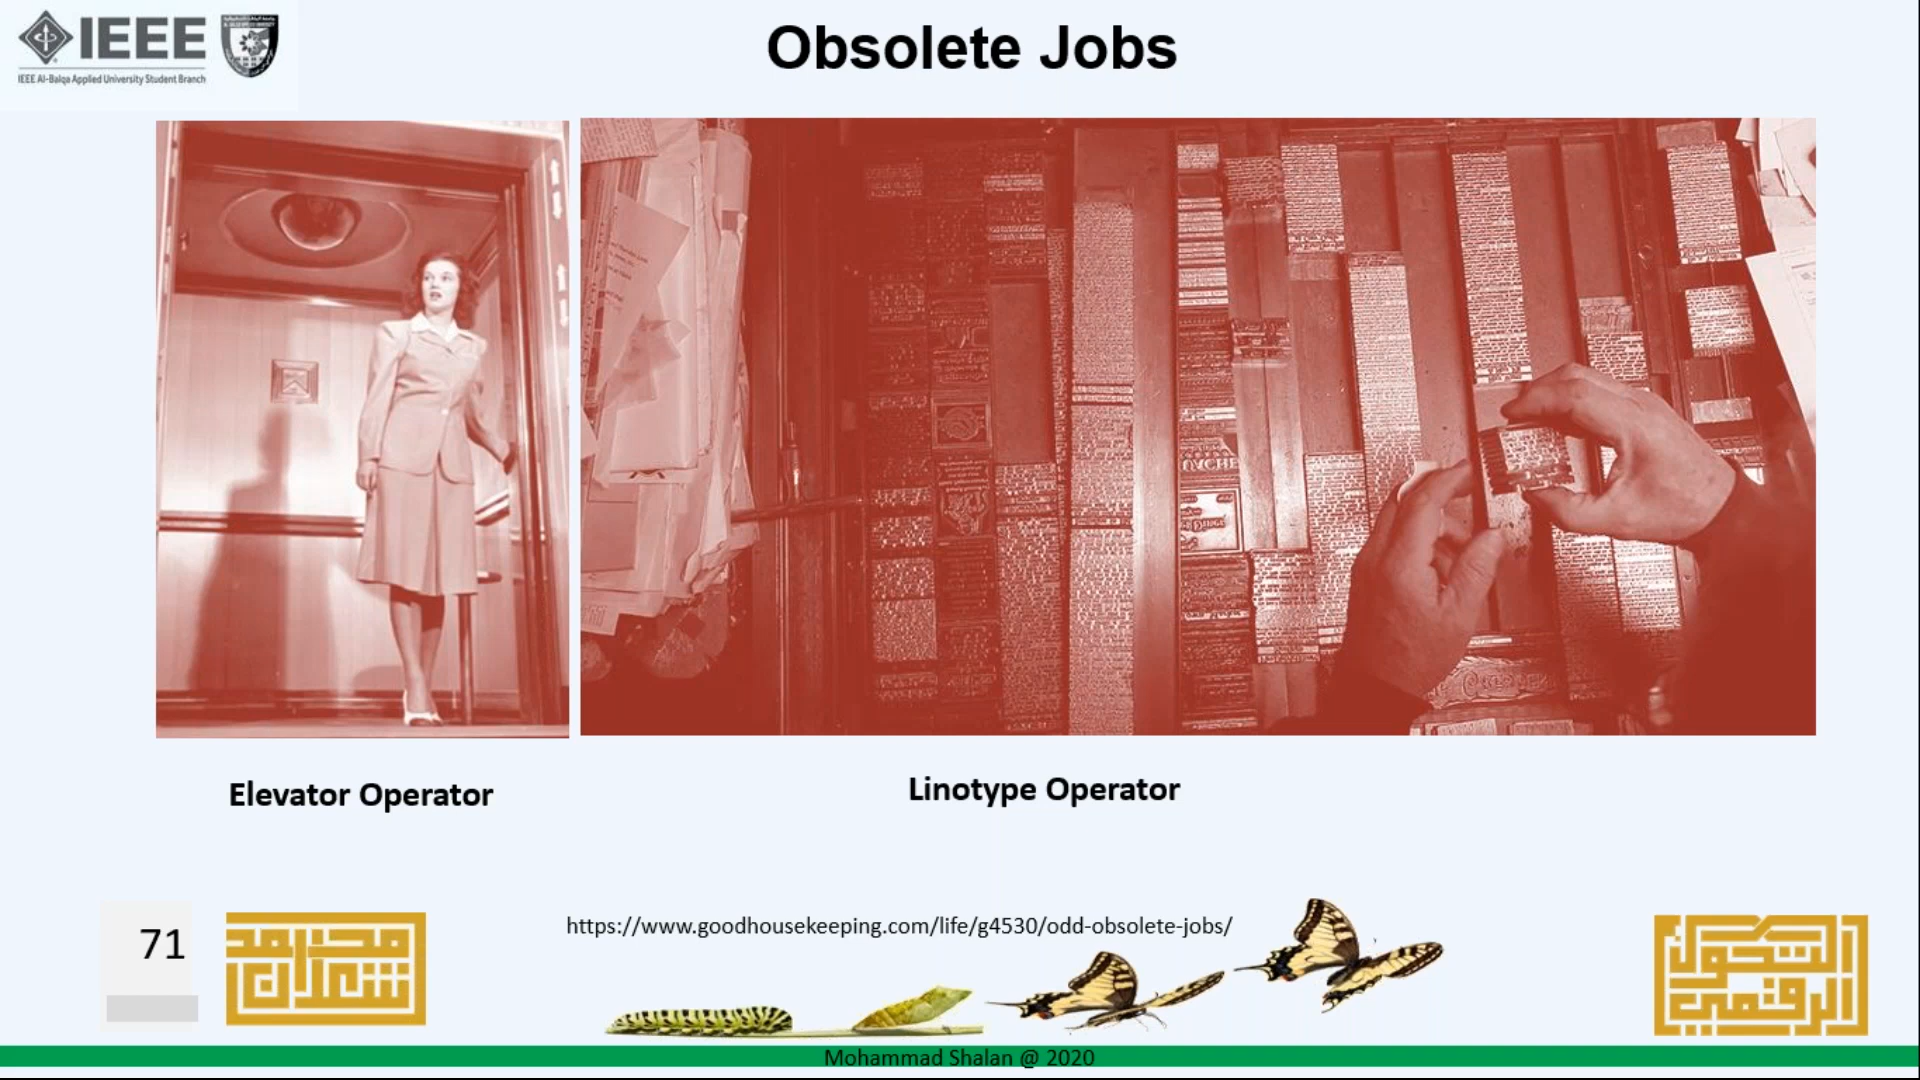 IEEE
IEEE Al-Balqa Applied University Student Branch
Obsolete Jobs
Elevator Operator
Linotype Operator
71
محمد
شعلان
https://www.goodhousekeeping.com/life/g4530/odd-obsolete-jobs/
التحول
الرقمي
Mohammad Shalan @ 2020